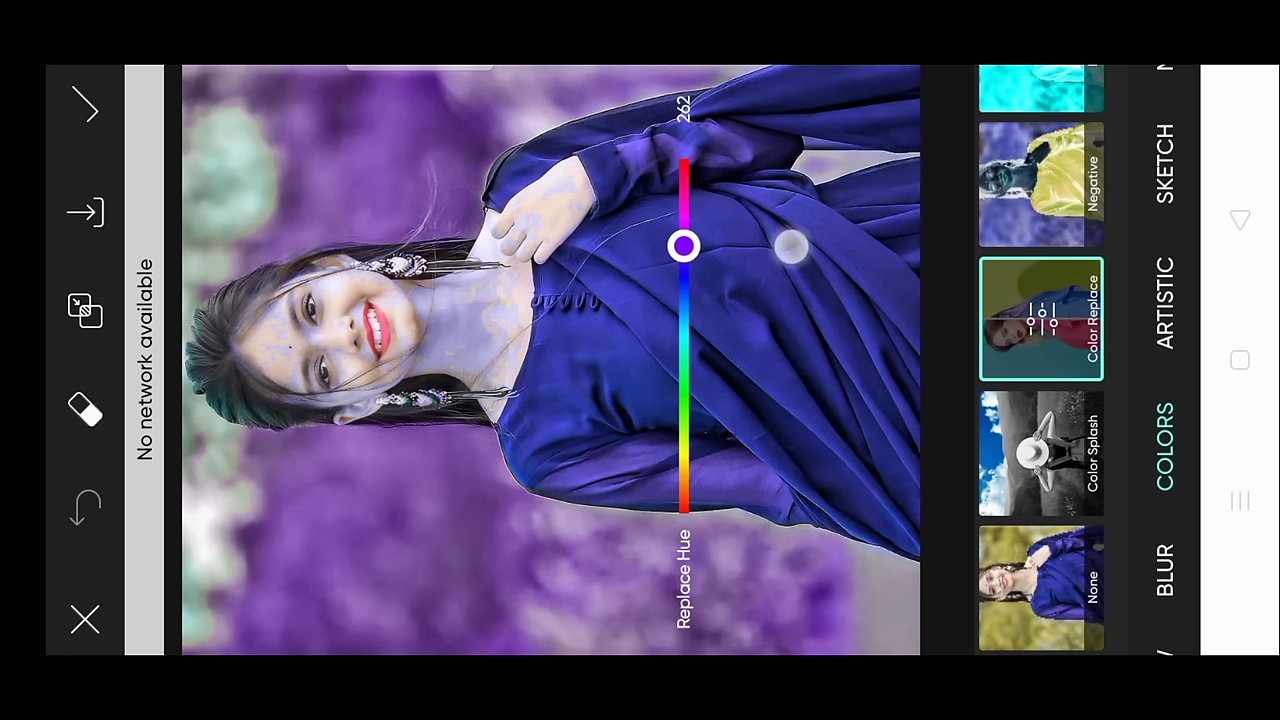 No network available
262
Replace Hue
None
Color Splash
Color Replace
Negative
BLUR
COLORS
ARTISTIC
SKETCH